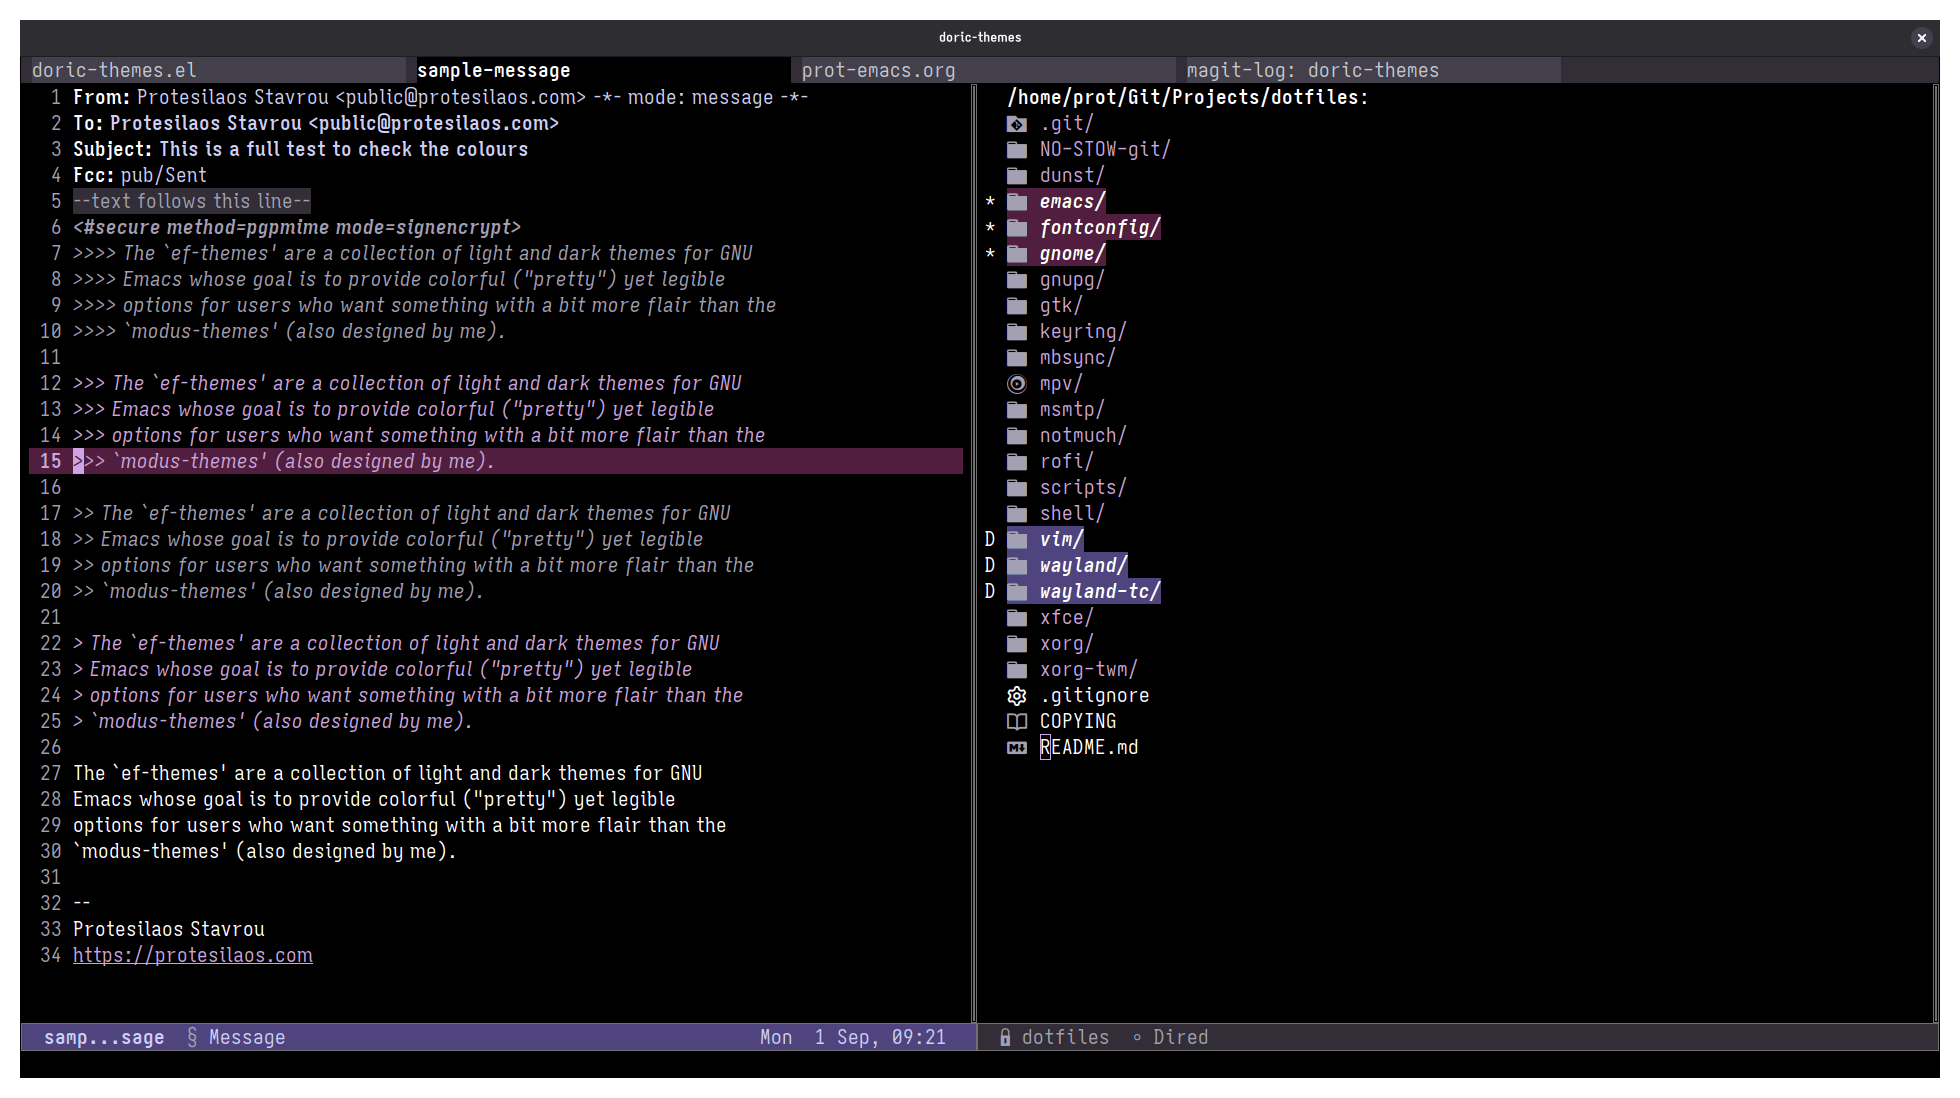 doric-themes
doric-themes.el
sample-message
prot-emacs.org
magit-log: doric-themes
1 From: Protesilaos Stavrou <public@protesilaos.com> -*- mode: message -*-
2 To: Protesilaos Stavrou <public@protesilaos.com>
3 Subject: This is a full test to check the colours
4 Fcc: pub/Sent
5 --text follows this line--
6 <#secure method=pgpmime mode=signencrypt>
7 >>>> The `ef-themes' are a collection of light and dark themes for GNU
8 >>>> Emacs whose goal is to provide colorful ("pretty") yet legible
9 >>>> options for users who want something with a bit more flair than the
10 >>>> `modus-themes' (also designed by me).
11
12 >>> The `ef-themes' are a collection of light and dark themes for GNU
13 >>> Emacs whose goal is to provide colorful ("pretty") yet legible
14 >>> options for users who want something with a bit more flair than the
15 >>> `modus-themes' (also designed by me).
16
17 >> The `ef-themes' are a collection of light and dark themes for GNU
18 >> Emacs whose goal is to provide colorful ("pretty") yet legible
19 >> options for users who want something with a bit more flair than the
20 >> `modus-themes' (also designed by me).
21
22 > The `ef-themes' are a collection of light and dark themes for GNU
23 > Emacs whose goal is to provide colorful ("pretty") yet legible
24 > options for users who want something with a bit more flair than the
25 > `modus-themes' (also designed by me).
26
27 The `ef-themes' are a collection of light and dark themes for GNU
28 Emacs whose goal is to provide colorful ("pretty") yet legible
29 options for users who want something with a bit more flair than the
30 `modus-themes' (also designed by me).
31
32 --
33 Protesilaos Stavrou
34 https://protesilaos.com
samp...sage § Message Mon 1 Sep, 09:21
/home/prot/Git/Projects/dotfiles:
.git/
NO-STOW-git/
dunst/
* emacs/
* fontconfig/
* gnome/
gnupg/
gtk/
keyring/
mbsync/
mpv/
msmtp/
notmuch/
rofi/
scripts/
shell/
D vim/
D wayland/
D wayland-tc/
xfce/
xorg/
xorg-twm/
.gitignore
COPYING
README.md
dotfiles ∘ Dired